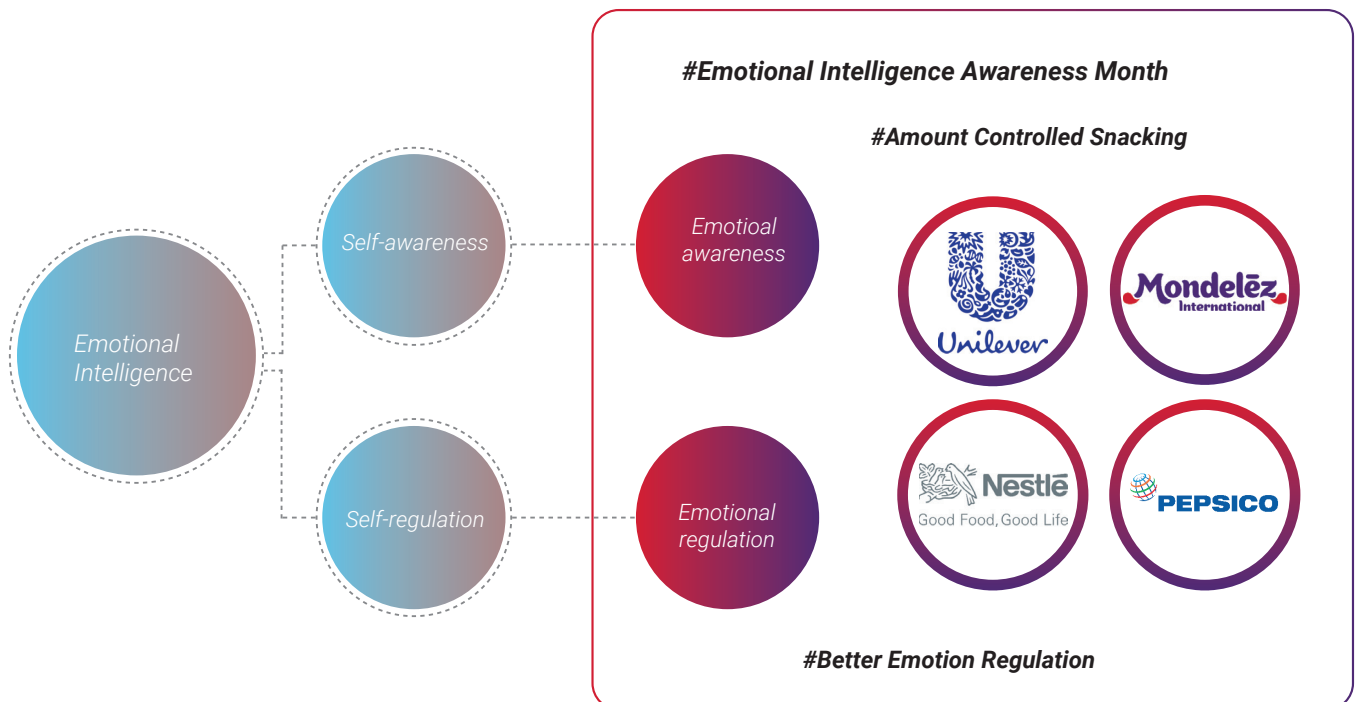 #Emotional Intelligence Awareness Month
#Amount Controlled Snacking
Emotional
Intelligence
Self-awareness
Emotioal
awareness
Self-regulation
Emotional
regulation
Unilever
Mondelēz
International
Nestlé
Good Food, Good Life
PEPSICO
#Better Emotion Regulation